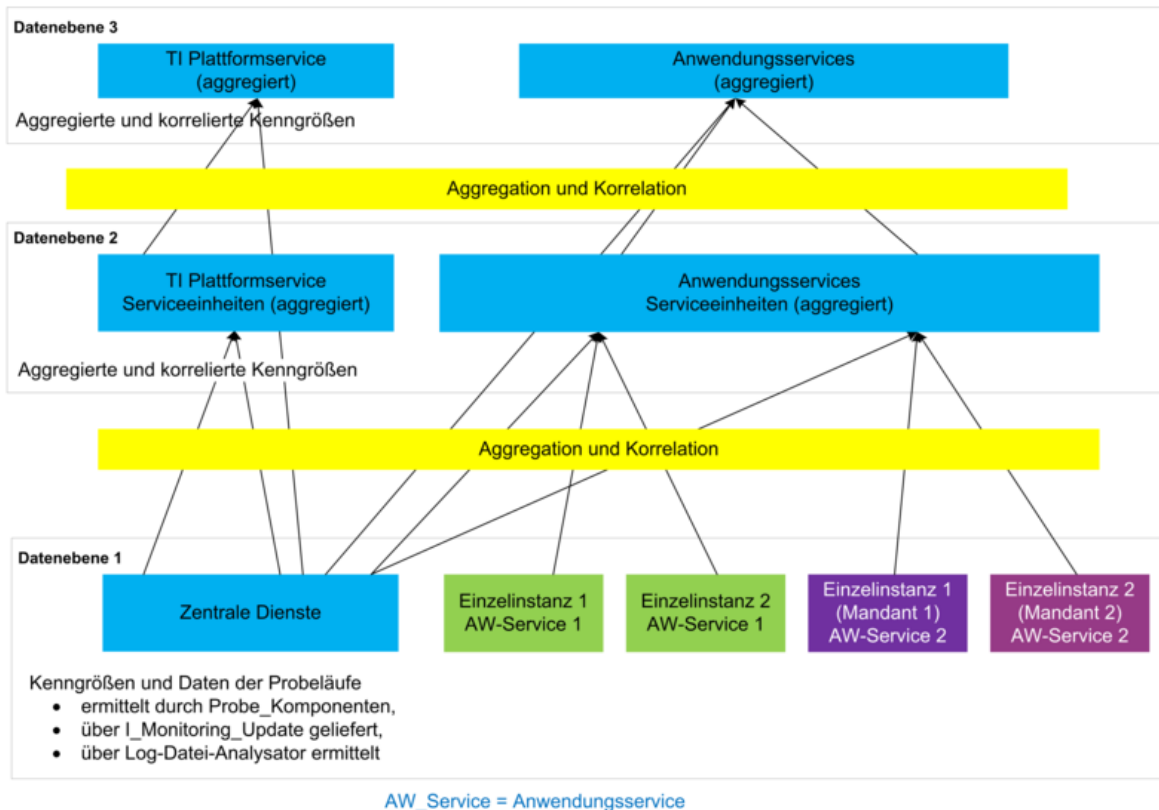 Datenebene 3
TI Plattformservice
(aggregiert)
Anwendungsservices
(aggregiert)
Aggregierte und korrelierte Kenngrößen
Aggregation und Korrelation
Datenebene 2
TI Plattformservice
Serviceeinheiten (aggregiert)
Anwendungsservices
Serviceeinheiten (aggregiert)
Aggregierte und korrelierte Kenngrößen
Aggregation und Korrelation
Datenebene 1
Zentrale Dienste
Einzelinstanz 1
AW-Service 1
Einzelinstanz 2
AW-Service 1
Einzelinstanz 1
(Mandant 1)
AW-Service 2
Einzelinstanz 2
(Mandant 2)
AW-Service 2
Kenngrößen und Daten der Probeläufe
• ermittelt durch Probe_Komponenten,
• über I_Monitoring_Update geliefert,
• über Log-Datei-Analysator ermittelt
AW_Service = Anwendungsservice